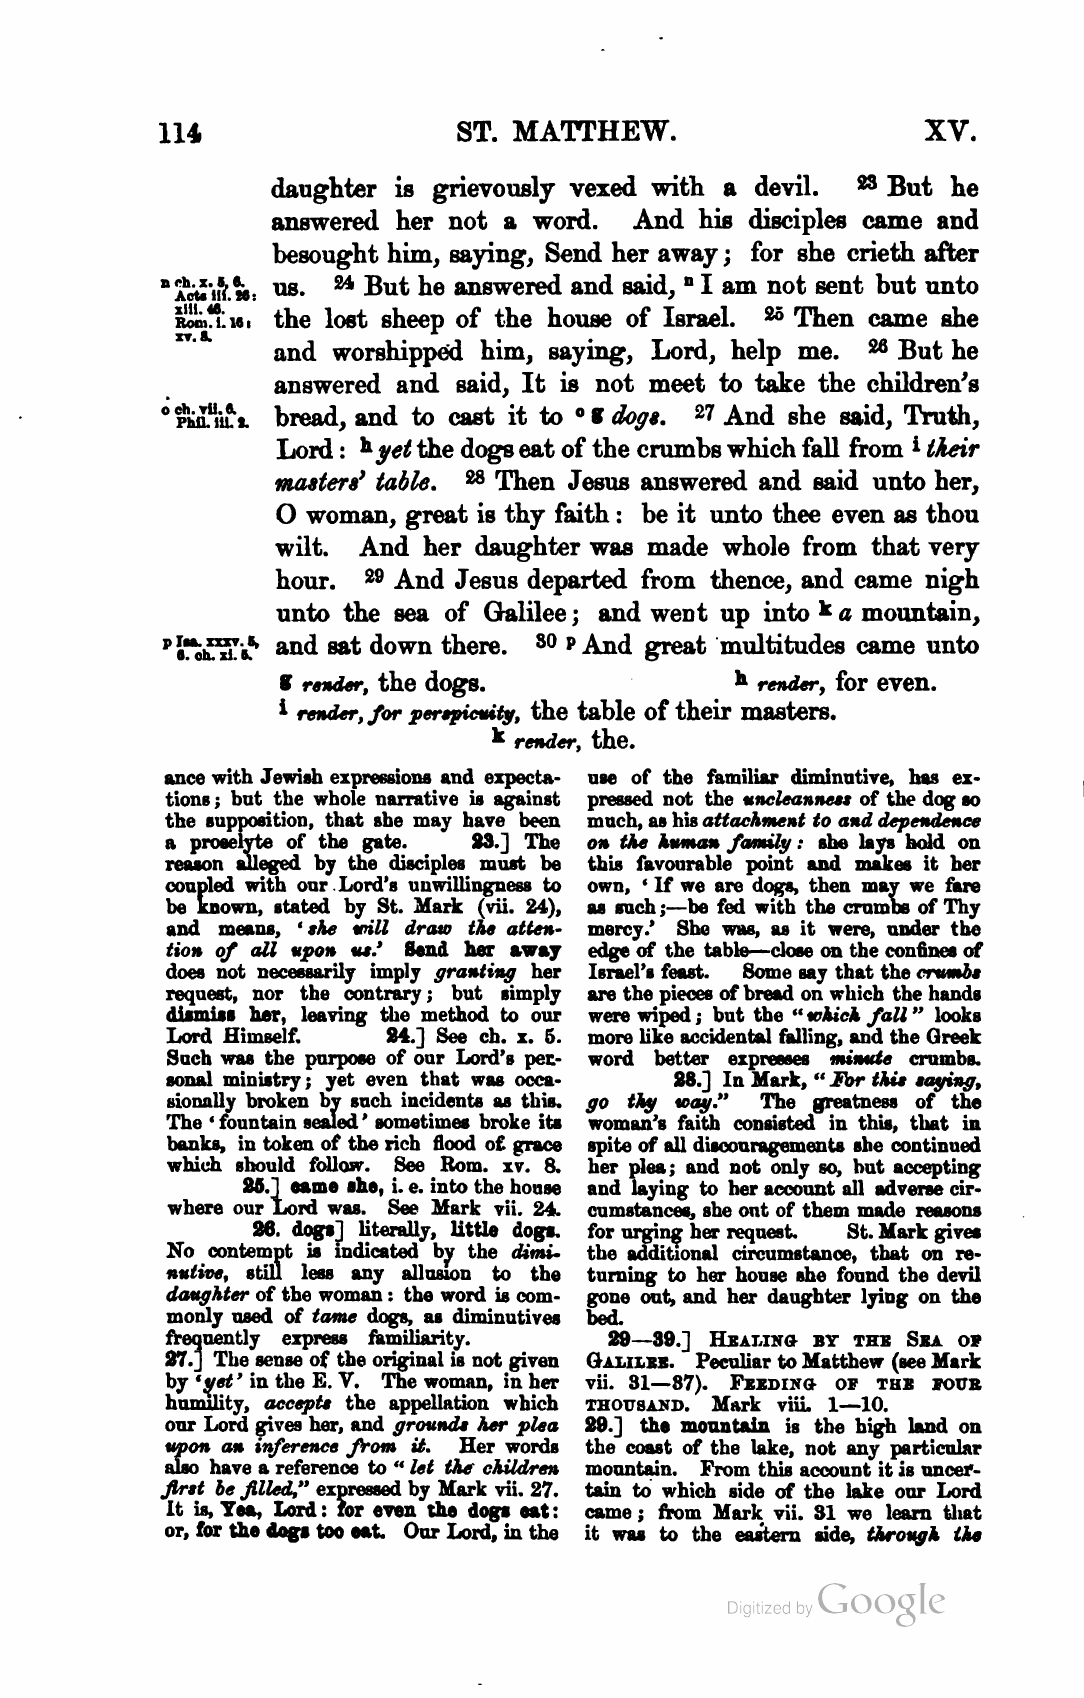 114 ST. MATTHEW. XV.
daughter is grievously vexed with a devil. 23 But he
answered her not a word. And his disciples came and
besought him, saying, Send her away; for she crieth after
n ch. x. 5, 6.
Acts iii. 26:
xiii. 46.
Rom. i. 16:
xv. 8.
us. 24 But he answered and said, n I am not sent but unto
the lost sheep of the house of Israel. 25 Then came she
and worshipped him, saying, Lord, help me. 26 But he
answered and said, It is not meet to take the children's
o ch. vii. 6.
Phil. iii. 2.
bread, and to cast it to o g dogs. 27 And she said, Truth,
Lord: h yet the dogs eat of the crumbs which fall from i their
masters' table. 28 Then Jesus answered and said unto her,
O woman, great is thy faith: be it unto thee even as thou
wilt. And her daughter was made whole from that very
hour. 29 And Jesus departed from thence, and came nigh
unto the sea of Galilee; and went up into k a mountain,
p Isa. xxxv. 5,
6. ch. xi. 5.
and sat down there. 30 p And great multitudes came unto
g render, the dogs. h render, for even.
i render, for perspicuity, the table of their masters.
k render, the.
ance with Jewish expressions and expecta-
tions; but the whole narrative is against
the supposition, that she may have been
a proselyte of the gate. 23.] The
reason alleged by the disciples must be
coupled with our Lord's unwillingness to
be known, stated by St. Mark (vii. 24),
and means, 'she will draw the atten-
tion of all upon us.' Send her away
does not necessarily imply granting her
request, nor the contrary; but simply
dismiss her, leaving the method to our
Lord Himself. 24.] See ch. x. 5.
Such was the purpose of our Lord's per-
sonal ministry; yet even that was occa-
sionally broken by such incidents as this.
The 'fountain sealed' sometimes broke its
banks, in token of the rich flood of grace
which should follow. See Rom. xv. 8.
25.] came she, i. e. into the house
where our Lord was. See Mark vii. 24.
26. dogs] literally, little dogs.
No contempt is indicated by the dimi-
nutive, still less any allusion to the
daughter of the woman: the word is com-
monly used of tame dogs, as diminutives
frequently express familiarity.
27.] The sense of the original is not given
by 'yet' in the E. V. The woman, in her
humility, accepts the appellation which
our Lord gives her, and grounds her plea
upon an inference from it. Her words
also have a reference to "let the children
first be filled," expressed by Mark vii. 27.
It is, Yea, Lord: for even the dogs eat:
or, for the dogs too eat. Our Lord, in the
use of the familiar diminutive, has ex-
pressed not the uncleanness of the dog so
much, as his attachment to and dependence
on the human family: she lays hold on
this favourable point and makes it her
own, 'If we are dogs, then may we fare
as such;—be fed with the crumbs of Thy
mercy.' She was, as it were, under the
edge of the table—close on the confines of
Israel's feast. Some say that the crumbs
are the pieces of bread on which the hands
were wiped; but the "which fall" looks
more like accidental falling, and the Greek
word better expresses minute crumbs.
28.] In Mark, "For this saying,
go thy way." The greatness of the
woman's faith consisted in this, that in
spite of all discouragements she continued
her plea; and not only so, but accepting
and laying to her account all adverse cir-
cumstances, she out of them made reasons
for urging her request. St. Mark gives
the additional circumstance, that on re-
turning to her house she found the devil
gone out, and her daughter lying on the
bed.
29—39.] HEALING BY THE SEA OF
GALILEE. Peculiar to Matthew (see Mark
vii. 31—37). FEEDING OF THE FOUR
THOUSAND. Mark viii. 1—10.
29.] the mountain is the high land on
the coast of the lake, not any particular
mountain. From this account it is uncer-
tain to which side of the lake our Lord
came; from Mark vii. 31 we learn that
it was to the eastern side, through the
Digitized by Google